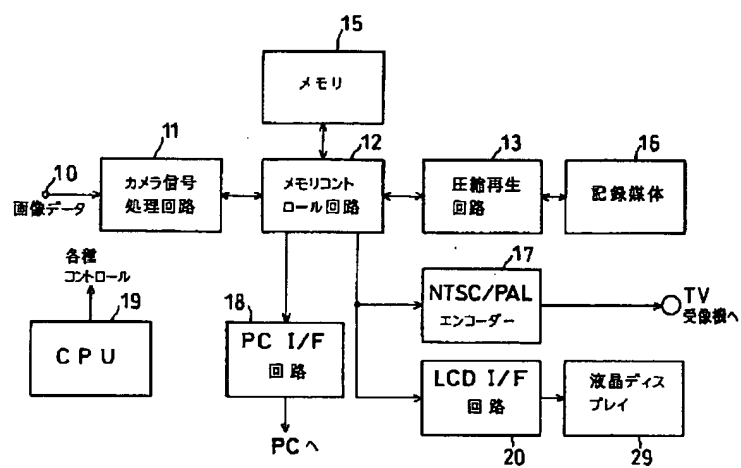 15
メモリ
11
12
13
16
10
画像データ
カメラ信号
処理回路
メモリコント
ロール回路
圧縮再生
回路
記録媒体
各種
コントロール
19
CPU
18
PC I/F
回路
PCへ
17
NTSC/PAL
エンコーダー
TV
受像機へ
LCD I/F
回路
20
液晶ディス
プレイ
29